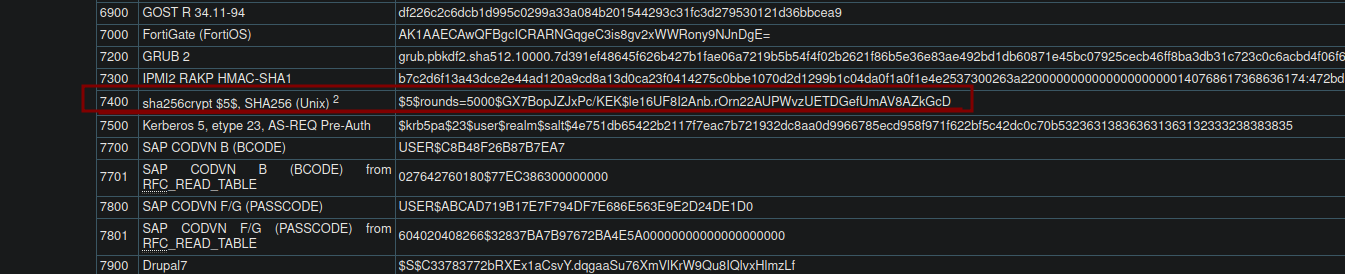 6900 GOST R 34.11-94 df226c2c6dcb1d995c0299a33a084b201544293c31fc3d279530121d36bbcea9
7000 FortiGate (FortiOS) AK1AAECAwQFBgcICRARNGqgeC3is8gv2xWWRony9NJnDgE=
7200 GRUB 2 grub.pbkdf2.sha512.10000.7d391ef48645f626b427b1fae06a7219b5b54f4f02b2621f86b5e36e83ae492bd1db60871e45bc07925cecb46ff8ba3db31c723c0c6acbd4f06f6
7300 IPMI2 RAKP HMAC-SHA1 b7c2d6f13a43dce2e44ad120a9cd8a13d0ca23f0414275c0bbe1070d2d1299b1c04da0f1a0f1e4e2537300263a2200000000000000000000140768617368636174:472bd
7400 sha256crypt $5$, SHA256 (Unix) 2 $5$rounds=5000$GX7BopJZJxPc/KEK$le16UF8I2Anb.rOrn22AUPWvzUETDGefUmAV8AZkGcD
7500 Kerberos 5, etype 23, AS-REQ Pre-Auth $krb5pa$23$user$realm$salt$4e751db65422b2117f7eac7b721932dc8aa0d9966785ecd958f971f622bf5c42dc0c70b532363138363631363132333238383835
7700 SAP CODVN B (BCODE) USER$C8B48F26B87B7EA7
7701 SAP CODVN B (BCODE) from 027642760180$77EC386300000000
RFC_READ_TABLE
7800 SAP CODVN F/G (PASSCODE) USER$ABCAD719B17E7F794DF7E686E563E9E2D24DE1D0
7801 SAP CODVN F/G (PASSCODE) from 604020408266$32837BA7B97672BA4E5A00000000000000000000
RFC_READ_TABLE
7900 Drupal7 $S$C33783772bRXEx1aCsvY.dqgaaSu76XmVlKrW9Qu8IQlvxHlmzLf